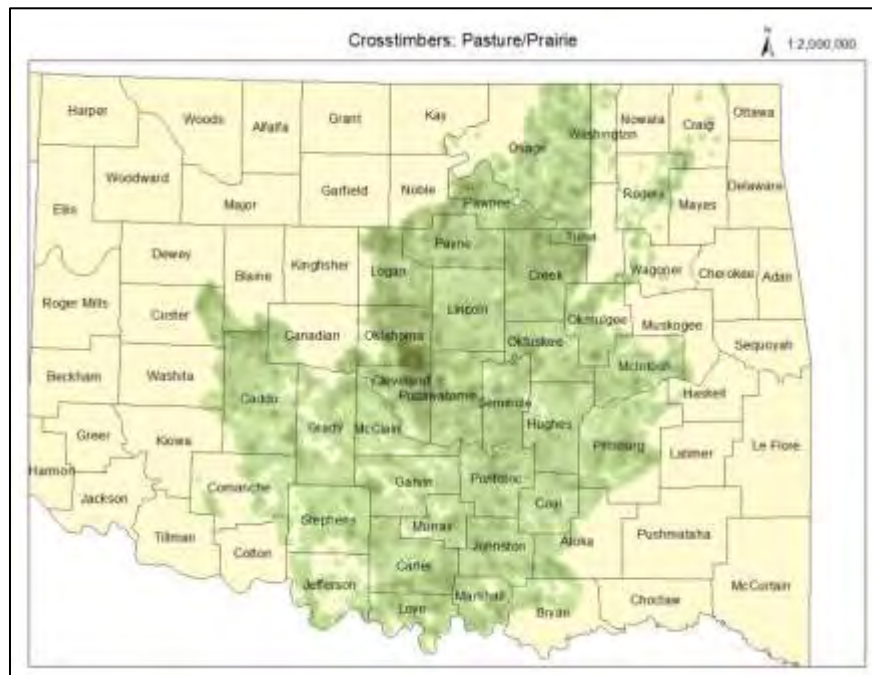 Crosstimbers: Pasture/Prairie
N
1:2,000,000
Harper
Woods
Alfalfa
Grant
Kay
Osage
Washington
Nowata
Craig
Ottawa
Woodward
Ellis
Major
Garfield
Noble
Pawnee
Rogers
Mayes
Delaware
Dewey
Blaine
Kingfisher
Logan
Payne
Creek
Tulsa
Wagoner
Cherokee
Adair
Roger Mills
Custer
Canadian
Oklahoma
Lincoln
Okfuskee
Okmulgee
Muskogee
Sequoyah
Beckham
Washita
Caddo
Grady
McClain
Cleveland
Pottawatomie
Seminole
Hughes
McIntosh
Haskell
Pittsburg
Latimer
Le Flore
Greer
Kiowa
Harmon
Jackson
Comanche
Tillman
Cotton
Stephens
Garvin
Murray
Pontotoc
Coal
Atoka
Pushmataha
McCurtain
Jefferson
Carter
Johnston
Love
Marshall
Bryan
Choctaw